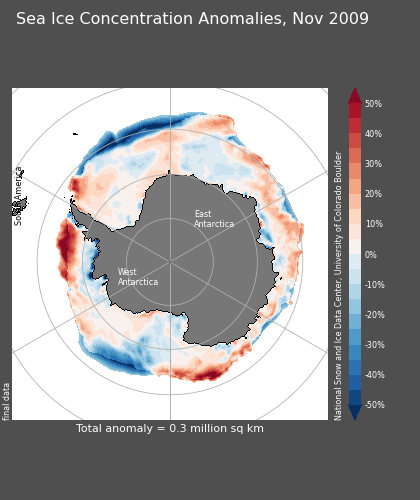 Sea Ice Concentration Anomalies, Nov 2009
South America
East
Antarctica
West
Antarctica
50%
40%
30%
20%
10%
0%
-10%
-20%
-30%
-40%
-50%
National Snow and Ice Data Center, University of Colorado Boulder
final data
Total anomaly = 0.3 million sq km